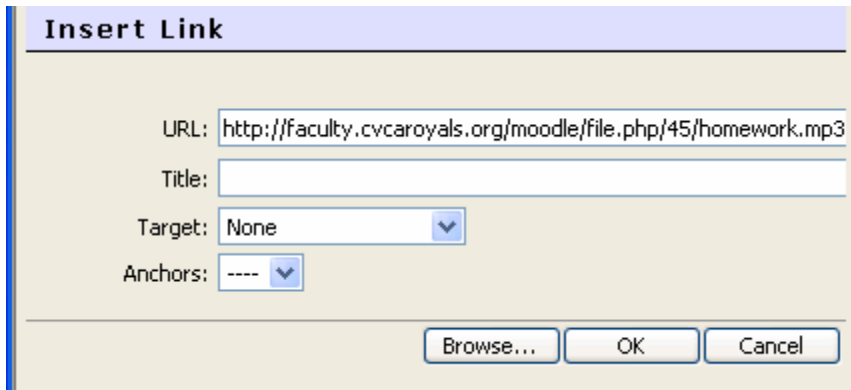 Insert Link
URL: http://faculty.cvcaroyals.org/moodle/file.php/45/homework.mp3
Title:
Target: None
Anchors: ----
Browse... OK Cancel